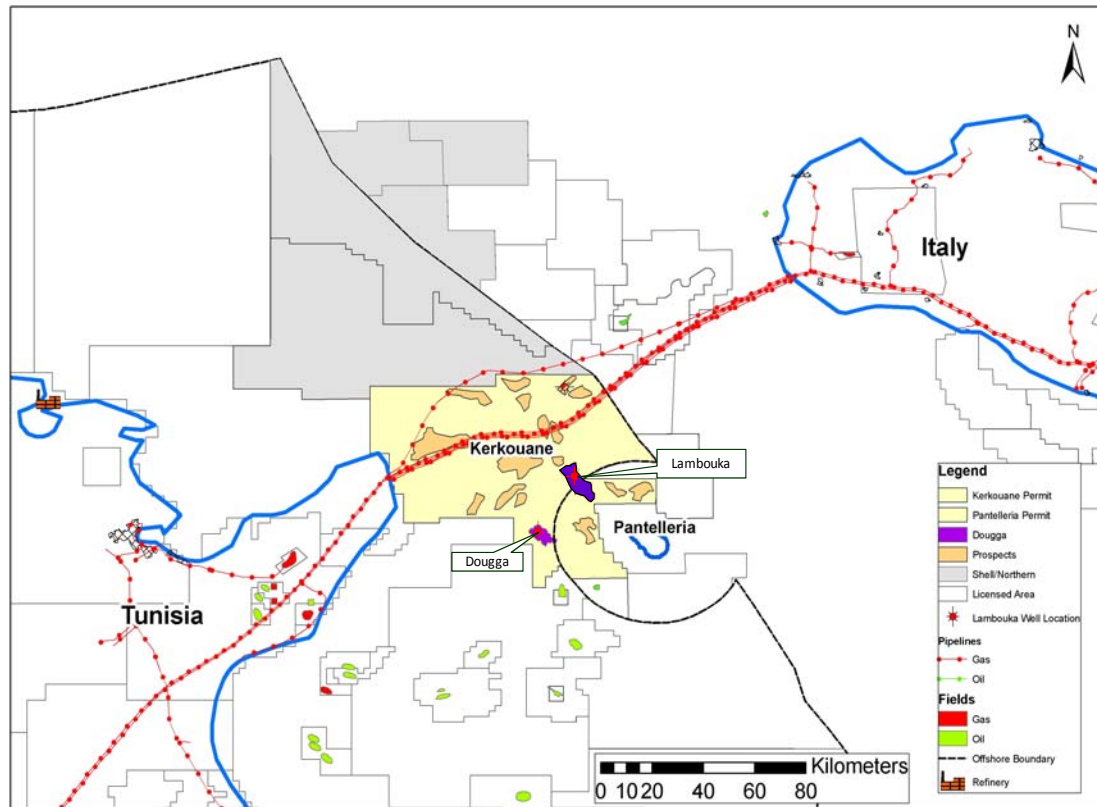 N
Italy
Kerkouane
Lambouka
Pantelleria
Dougga
Tunisia
Legend
Kerkouane Permit
Pantelleria Permit
Dougga
Prospects
Shell/Northern
Licensed Area
Lambouka Well Location
Pipelines
Gas
Oil
Fields
Gas
Oil
Offshore Boundary
Refinery
Kilometers
0 10 20 40 60 80